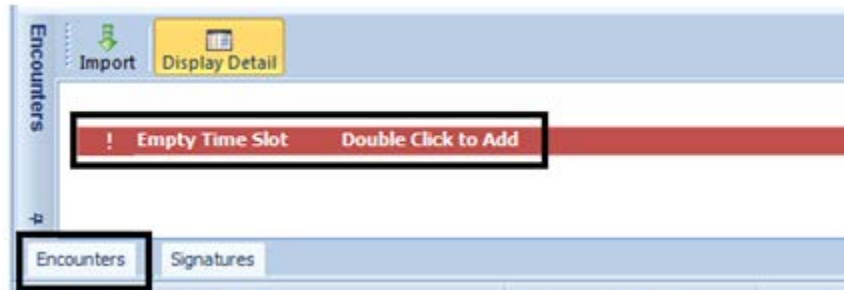 Encounters
Import
Display Detail
! Empty Time Slot Double Click to Add
Encounters
Signatures